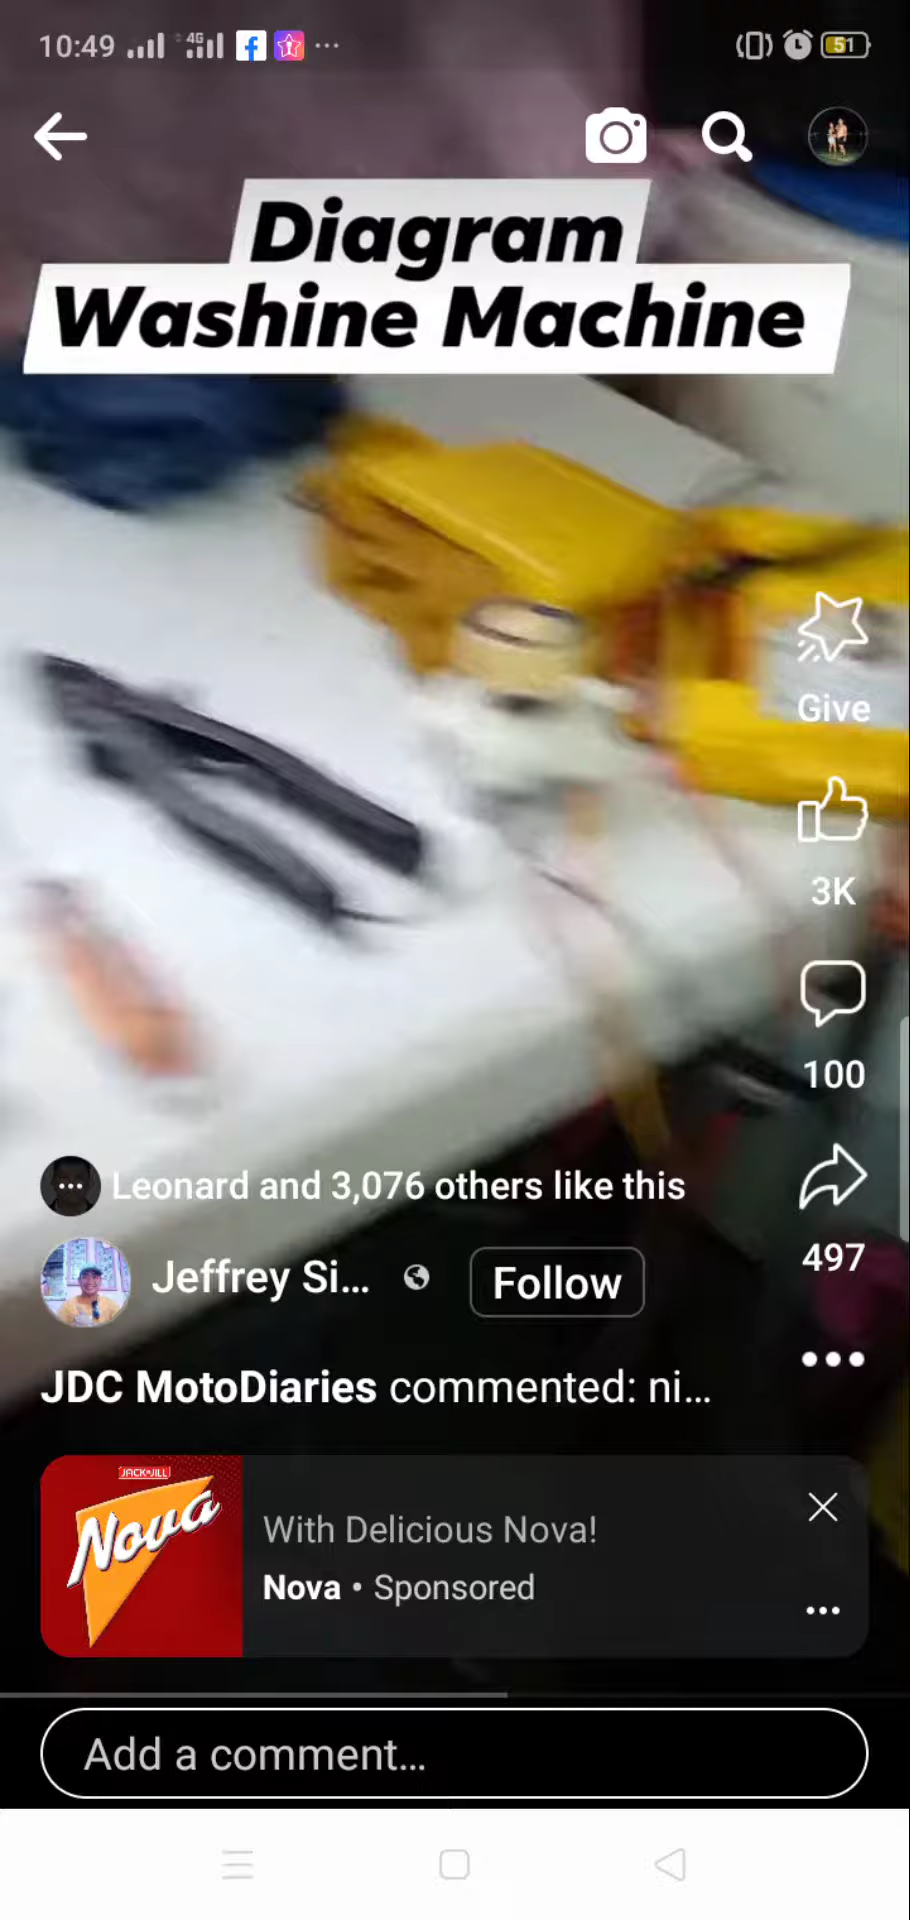 10:49
4G
51
Diagram
Washine Machine
Give
3K
100
Leonard and 3,076 others like this
497
Jeffrey Si...
Follow
JDC MotoDiaries commented: ni...
JACK 'n JILL
Nova
With Delicious Nova!
Nova • Sponsored
Add a comment...